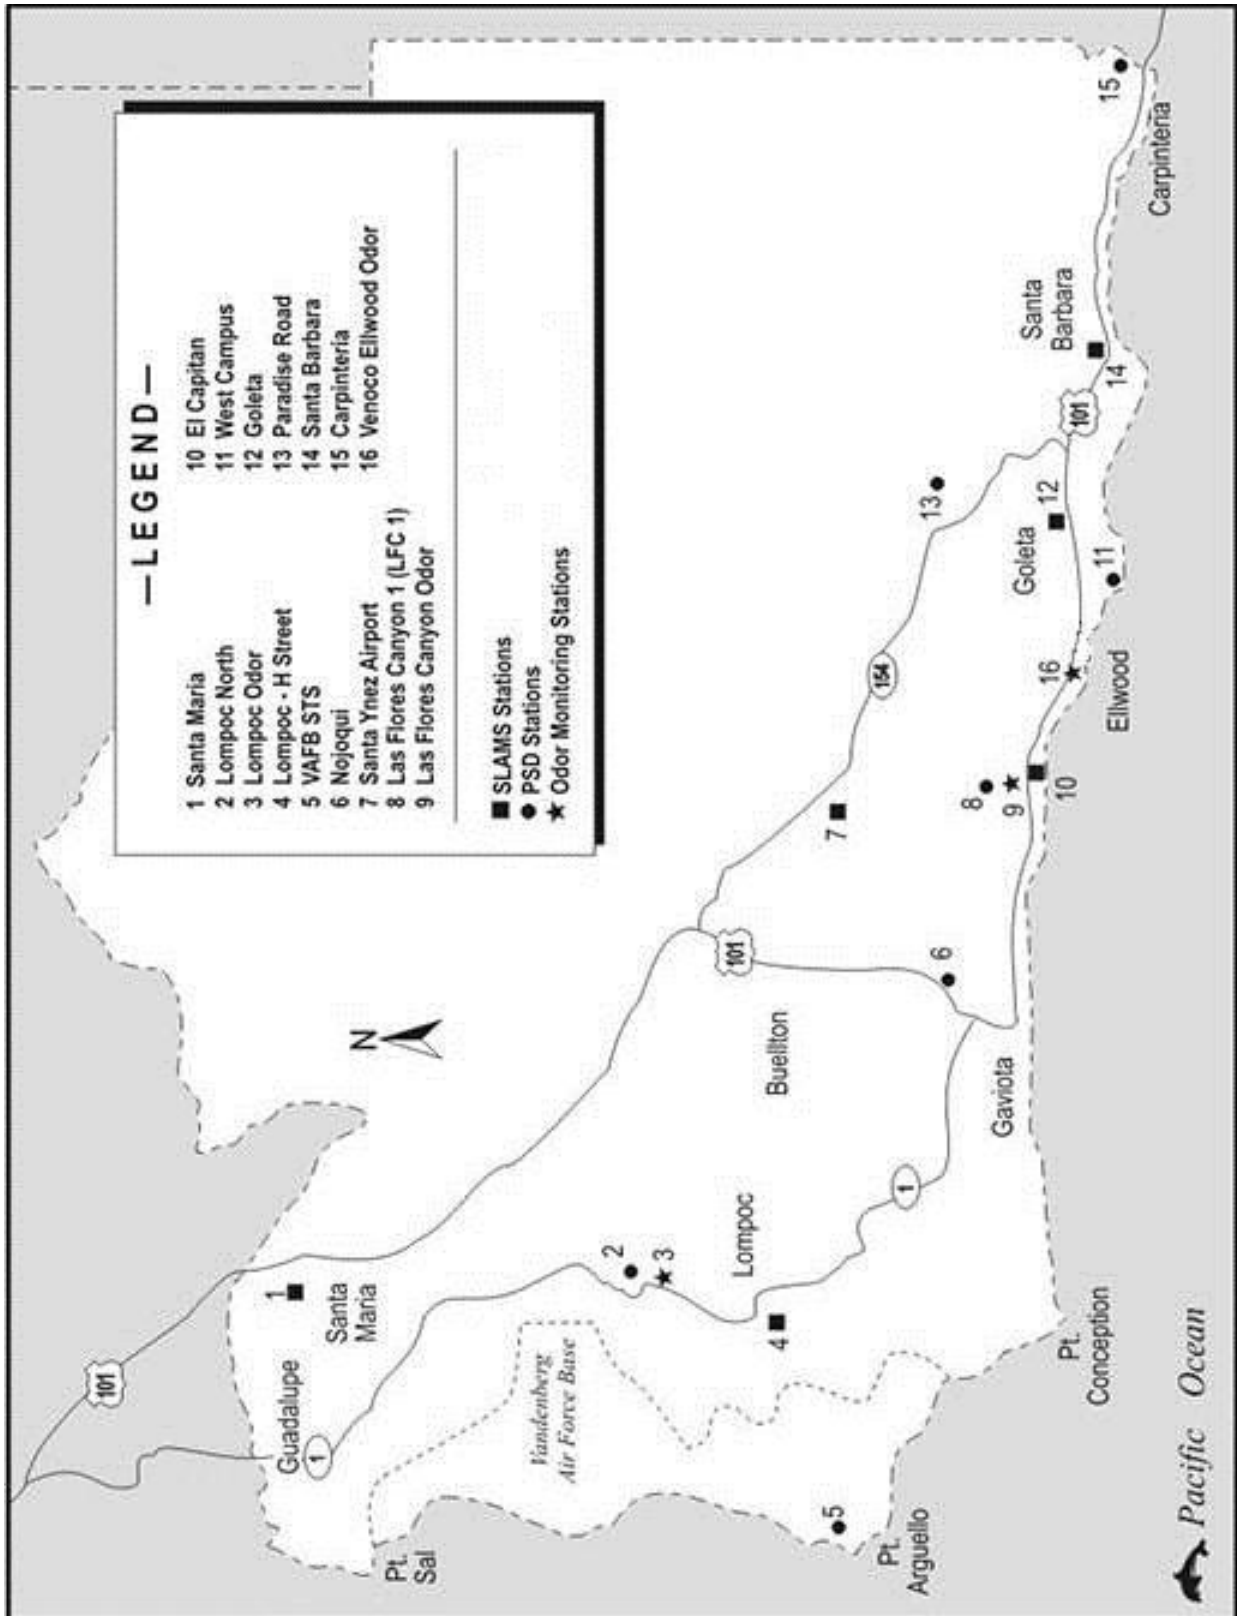 —LEGEND—
1 Santa Maria
2 Lompoc North
3 Lompoc Odor
4 Lompoc - H Street
5 VAFB STS
6 Nojoqui
7 Santa Ynez Airport
8 Las Flores Canyon 1 (LFC 1)
9 Las Flores Canyon Odor
10 El Capitan
11 West Campus
12 Goleta
13 Paradise Road
14 Santa Barbara
15 Carpinteria
16 Venoco Ellwood Odor
SLAMS Stations
PSD Stations
Odor Monitoring Stations
N
101
Guadalupe
1
1
Santa
Maria
Pt.
Sal
Vandenberg
Air Force Base
2
3
Lompoc
4
5
Pt.
Arguello
1
Buellton
101
6
Gaviota
Pt.
Conception
7
154
8
9
10
13
16
Ellwood
Goleta
12
11
101
Santa
Barbara
14
15
Carpinteria
Pacific Ocean